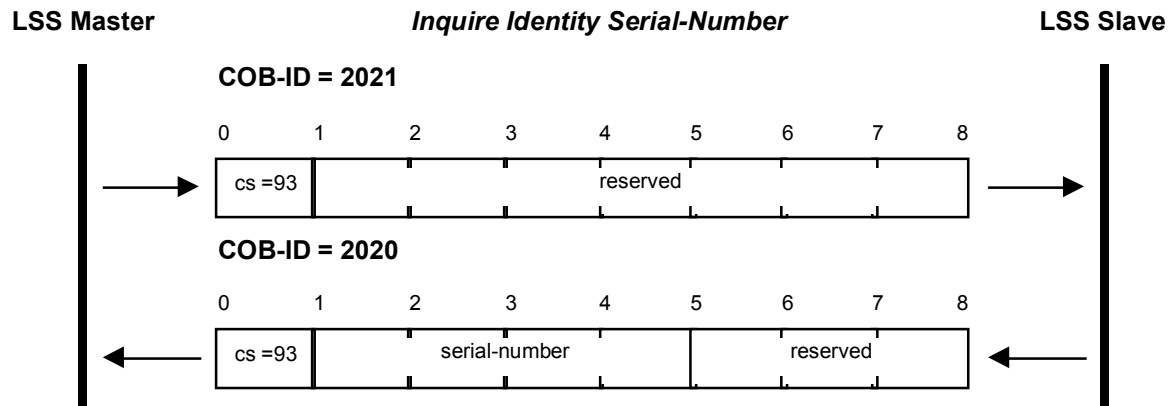 LSS Master Inquire Identity Serial-Number LSS Slave
COB-ID = 2021
0 1 2 3 4 5 6 7 8
cs =93 reserved
COB-ID = 2020
0 1 2 3 4 5 6 7 8
cs =93 serial-number reserved